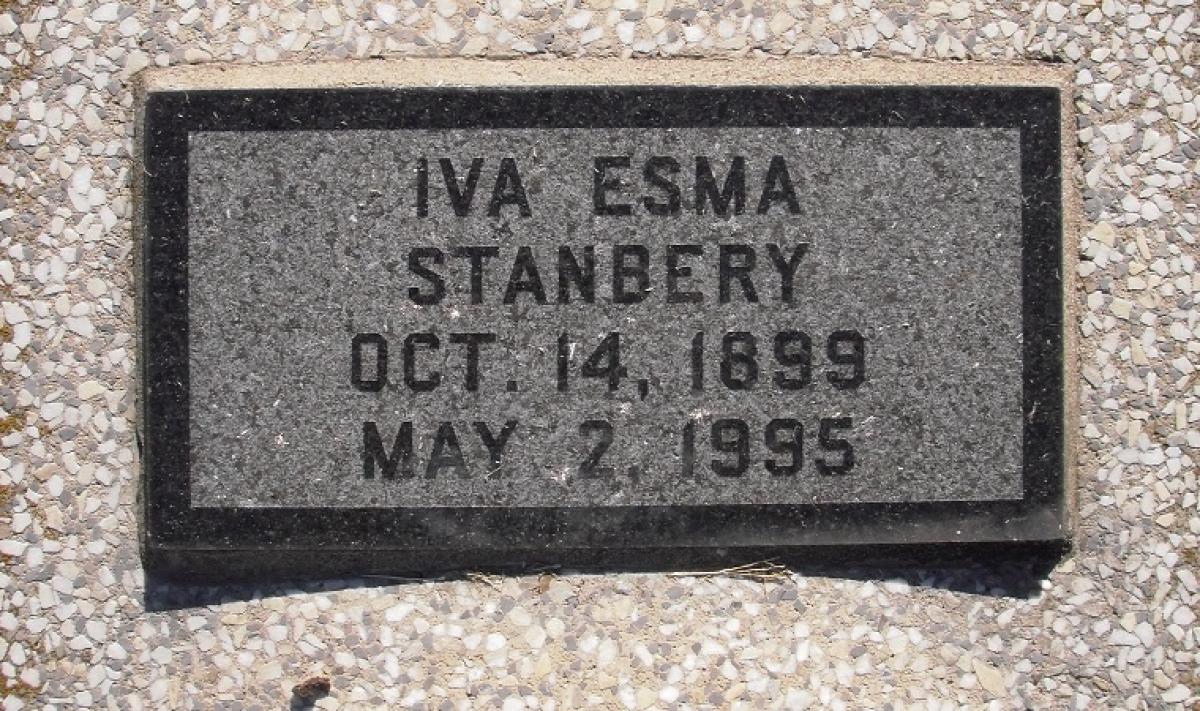 IVA ESMA
STANBERY
OCT. 14, 1899
MAY 2, 1995